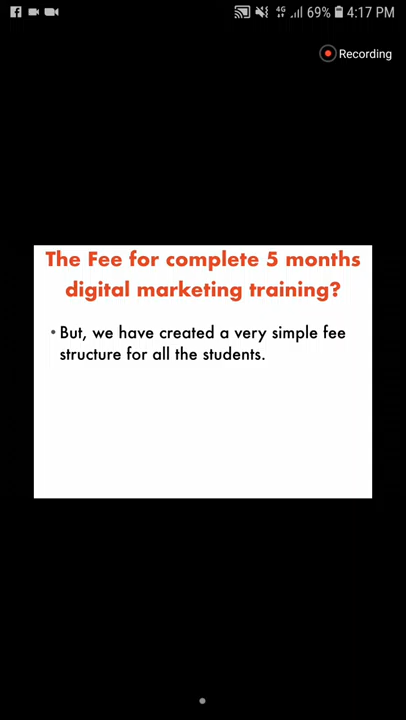 4G 69% 4:17 PM
Recording
The Fee for complete 5 months
digital marketing training?
• But, we have created a very simple fee
structure for all the students.